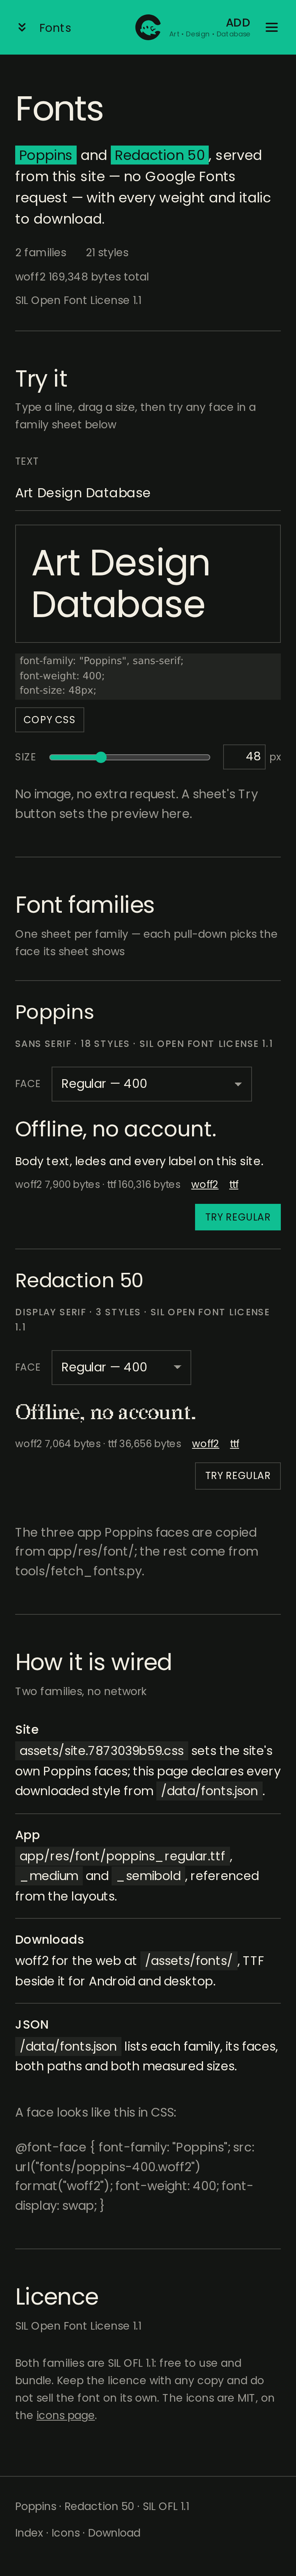 Fonts
ADD
Art • Design • Database
Fonts
Poppins and Redaction 50, served
from this site — no Google Fonts
request — with every weight and italic
to download.
2 families 21 styles
woff2 169,348 bytes total
SIL Open Font License 1.1
Try it
Type a line, drag a size, then try any face in a
family sheet below
TEXT
Art Design Database
Art Design
Database
font-family: "Poppins", sans-serif;
font-weight: 400;
font-size: 48px;
COPY CSS
SIZE 48 px
No image, no extra request. A sheet's Try
button sets the preview here.
Font families
One sheet per family — each pull-down picks the
face its sheet shows
Poppins
SANS SERIF · 18 STYLES · SIL OPEN FONT LICENSE 1.1
FACE Regular — 400
Offline, no account.
Body text, ledes and every label on this site.
woff2 7,900 bytes · ttf 160,316 bytes woff2 ttf
TRY REGULAR
Redaction 50
DISPLAY SERIF · 3 STYLES · SIL OPEN FONT LICENSE
1.1
FACE Regular — 400
Offline, no account.
woff2 7,064 bytes · ttf 36,656 bytes woff2 ttf
TRY REGULAR
The three app Poppins faces are copied
from app/res/font/; the rest come from
tools/fetch_fonts.py.
How it is wired
Two families, no network
Site
assets/site.7873039b59.css sets the site's
own Poppins faces; this page declares every
downloaded style from /data/fonts.json.
App
app/res/font/poppins_regular.ttf,
_medium and _semibold, referenced
from the layouts.
Downloads
woff2 for the web at /assets/fonts/, TTF
beside it for Android and desktop.
JSON
/data/fonts.json lists each family, its faces,
both paths and both measured sizes.
A face looks like this in CSS:
@font-face { font-family: "Poppins"; src:
url("fonts/poppins-400.woff2")
format("woff2"); font-weight: 400; font-
display: swap; }
Licence
SIL Open Font License 1.1
Both families are SIL OFL 1.1: free to use and
bundle. Keep the licence with any copy and do
not sell the font on its own. The icons are MIT, on
the icons page.
Poppins · Redaction 50 · SIL OFL 1.1
Index · Icons · Download